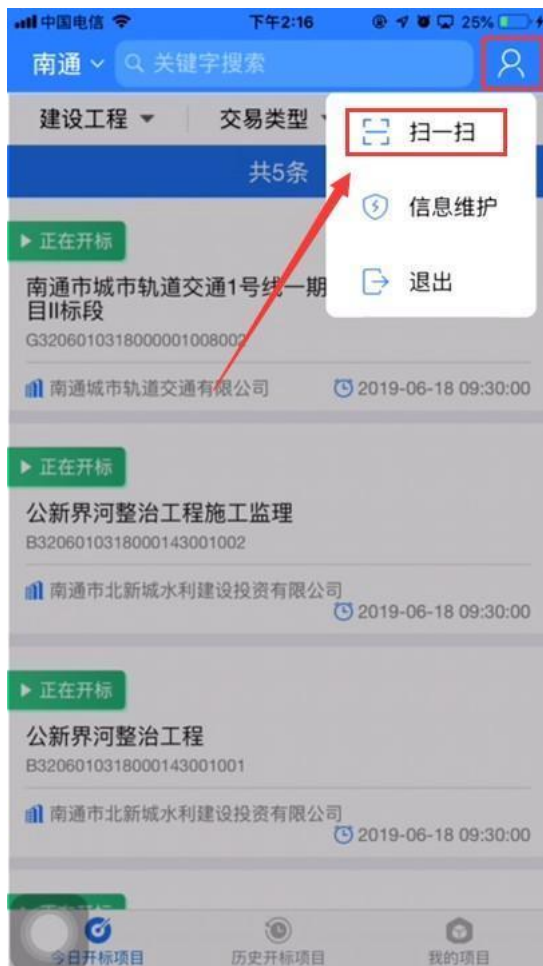 中国电信 下午2:16 25%
南通 关键字搜索
建设工程 交易类型
扫一扫
共5条
信息维护
退出
正在开标
南通市城市轨道交通1号线一期
目II标段
G3206010318000001008002
南通城市轨道交通有限公司 2019-06-18 09:30:00
正在开标
公新界河整治工程施工监理
B3206010318000143001002
南通市北新城水利建设投资有限公司
2019-06-18 09:30:00
正在开标
公新界河整治工程
B3206010318000143001001
南通市北新城水利建设投资有限公司
2019-06-18 09:30:00
今日开标项目 历史开标项目 我的项目